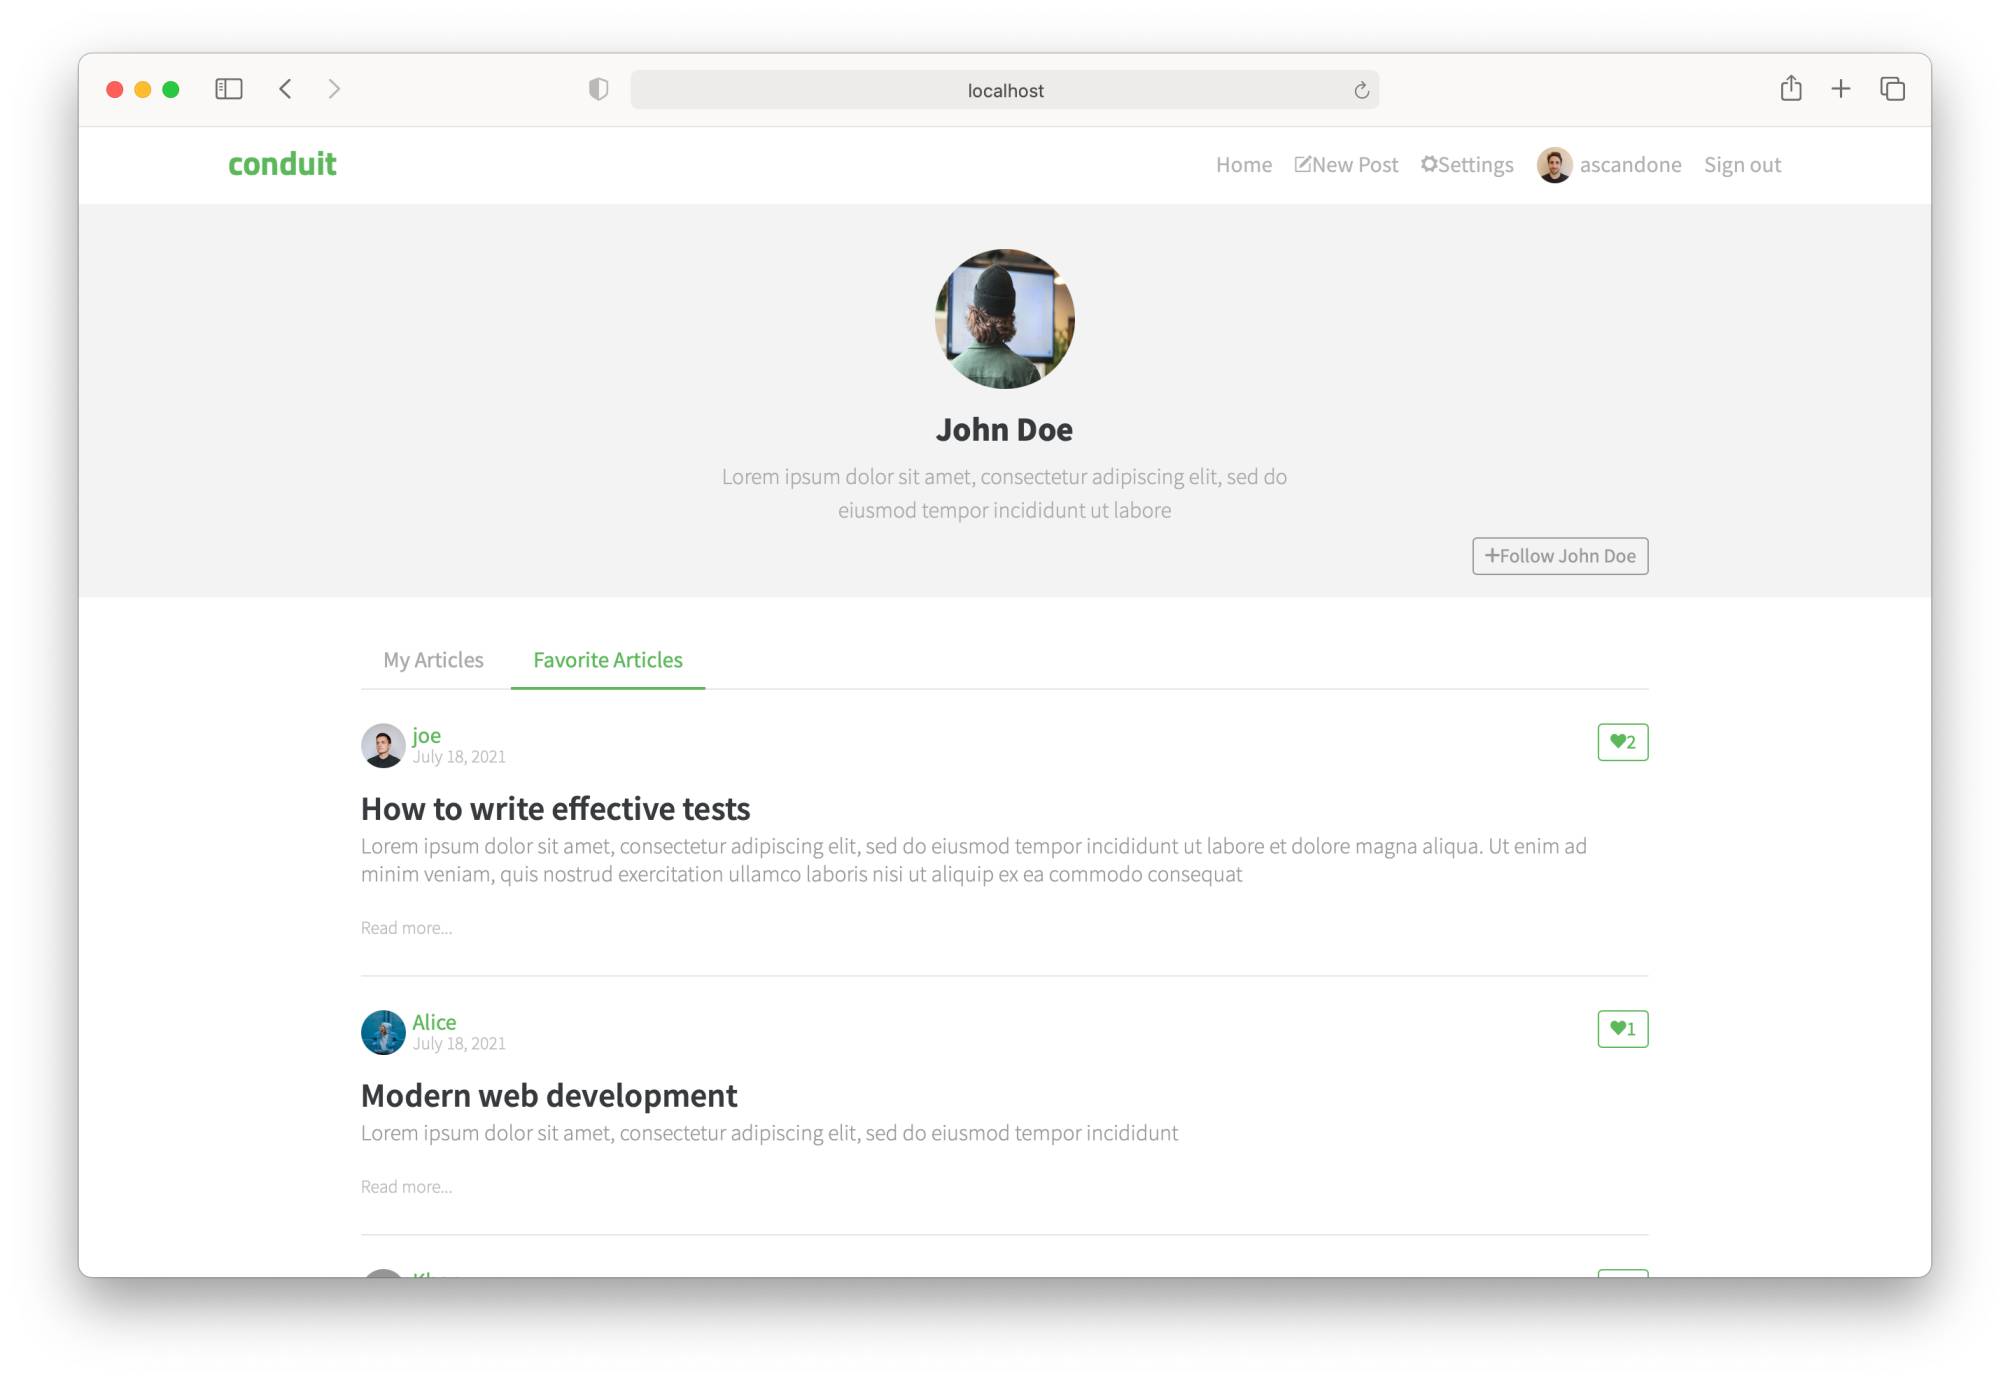 localhost
conduit
Home New Post Settings ascandone Sign out
John Doe
Lorem ipsum dolor sit amet, consectetur adipiscing elit, sed do
eiusmod tempor incididunt ut labore
+Follow John Doe
My Articles Favorite Articles
joe
July 18, 2021
2
How to write effective tests
Lorem ipsum dolor sit amet, consectetur adipiscing elit, sed do eiusmod tempor incididunt ut labore et dolore magna aliqua. Ut enim ad
minim veniam, quis nostrud exercitation ullamco laboris nisi ut aliquip ex ea commodo consequat
Read more...
Alice
July 18, 2021
1
Modern web development
Lorem ipsum dolor sit amet, consectetur adipiscing elit, sed do eiusmod tempor incididunt
Read more...